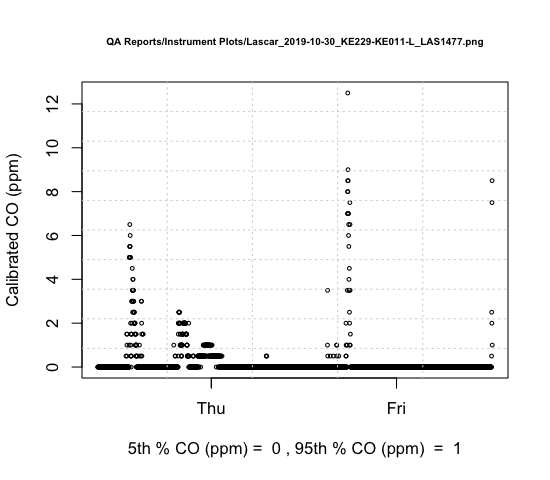 QA Reports/Instrument Plots/Lascar_2019-10-30_KE229-KE011-L_LAS1477.png
12
10
8
6
4
2
0
Calibrated CO (ppm)
Thu Fri
5th % CO (ppm) = 0 , 95th % CO (ppm) = 1